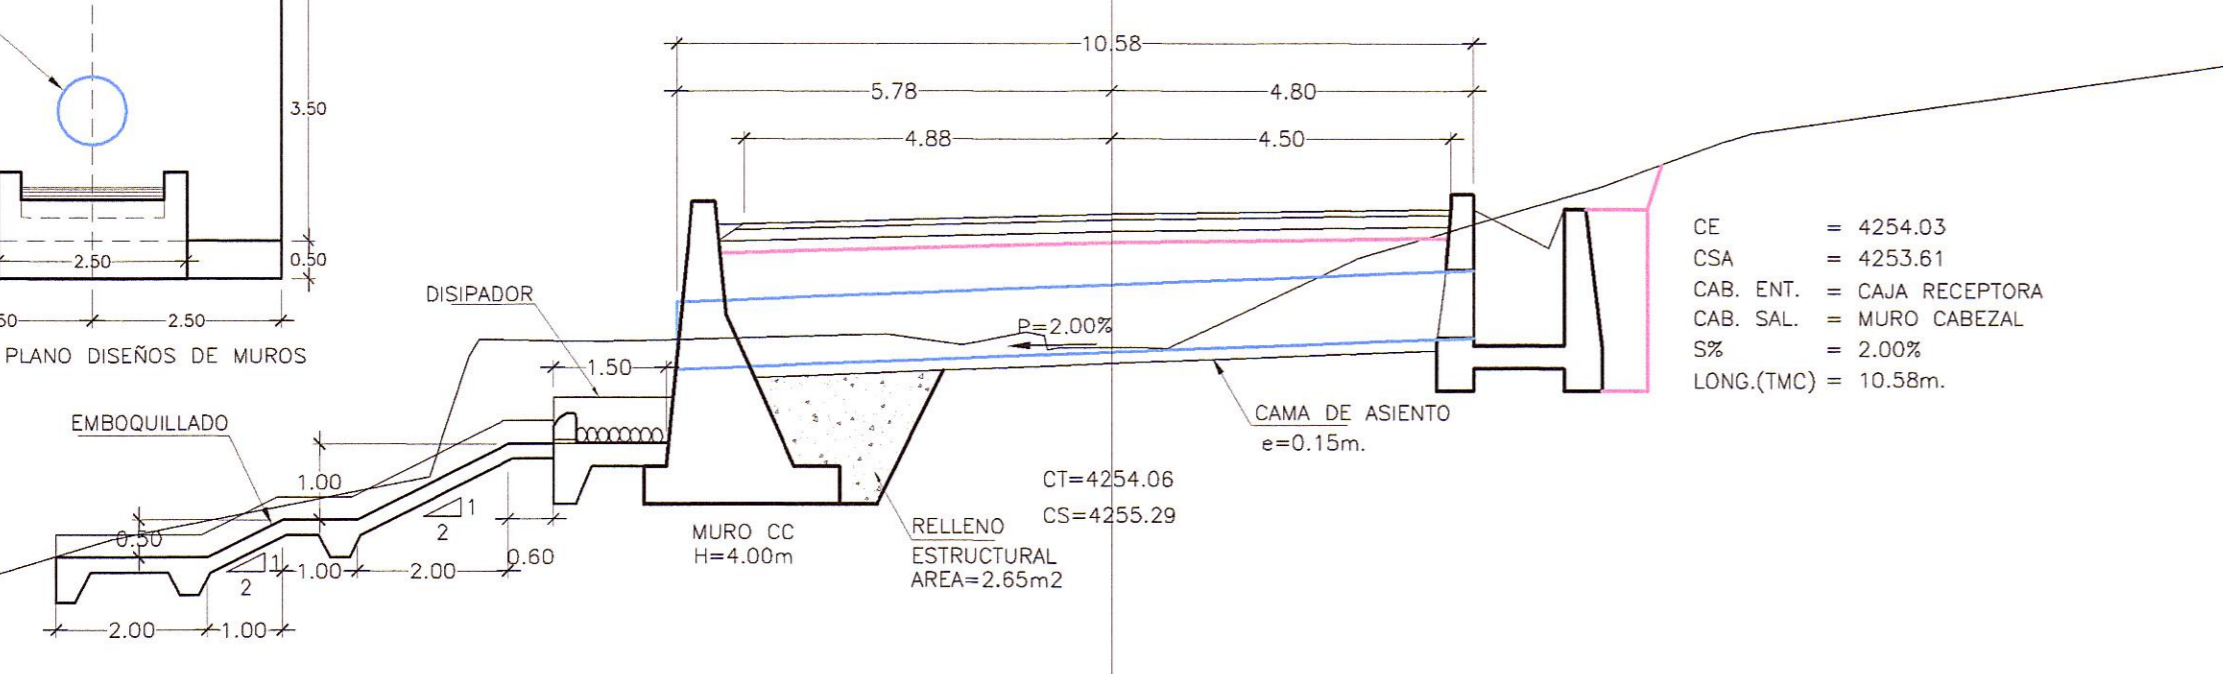 10.58
5.78
4.80
4.88
4.50
3.50
2.50
0.50
2.50
PLANO DISEÑOS DE MUROS
DISIPADOR
1.50
P=2.00%
CE = 4254.03
CSA = 4253.61
CAB. ENT. = CAJA RECEPTORA
CAB. SAL. = MURO CABEZAL
S% = 2.00%
LONG.(TMC) = 10.58m.
EMBOQUILLADO
CAMA DE ASIENTO
e=0.15m.
1.00
1
2
0.50
1
2
1.00
2.00
0.60
2.00
1.00
MURO CC
H=4.00m
RELLENO
ESTRUCTURAL
AREA=2.65m2
CT=4254.06
CS=4255.29